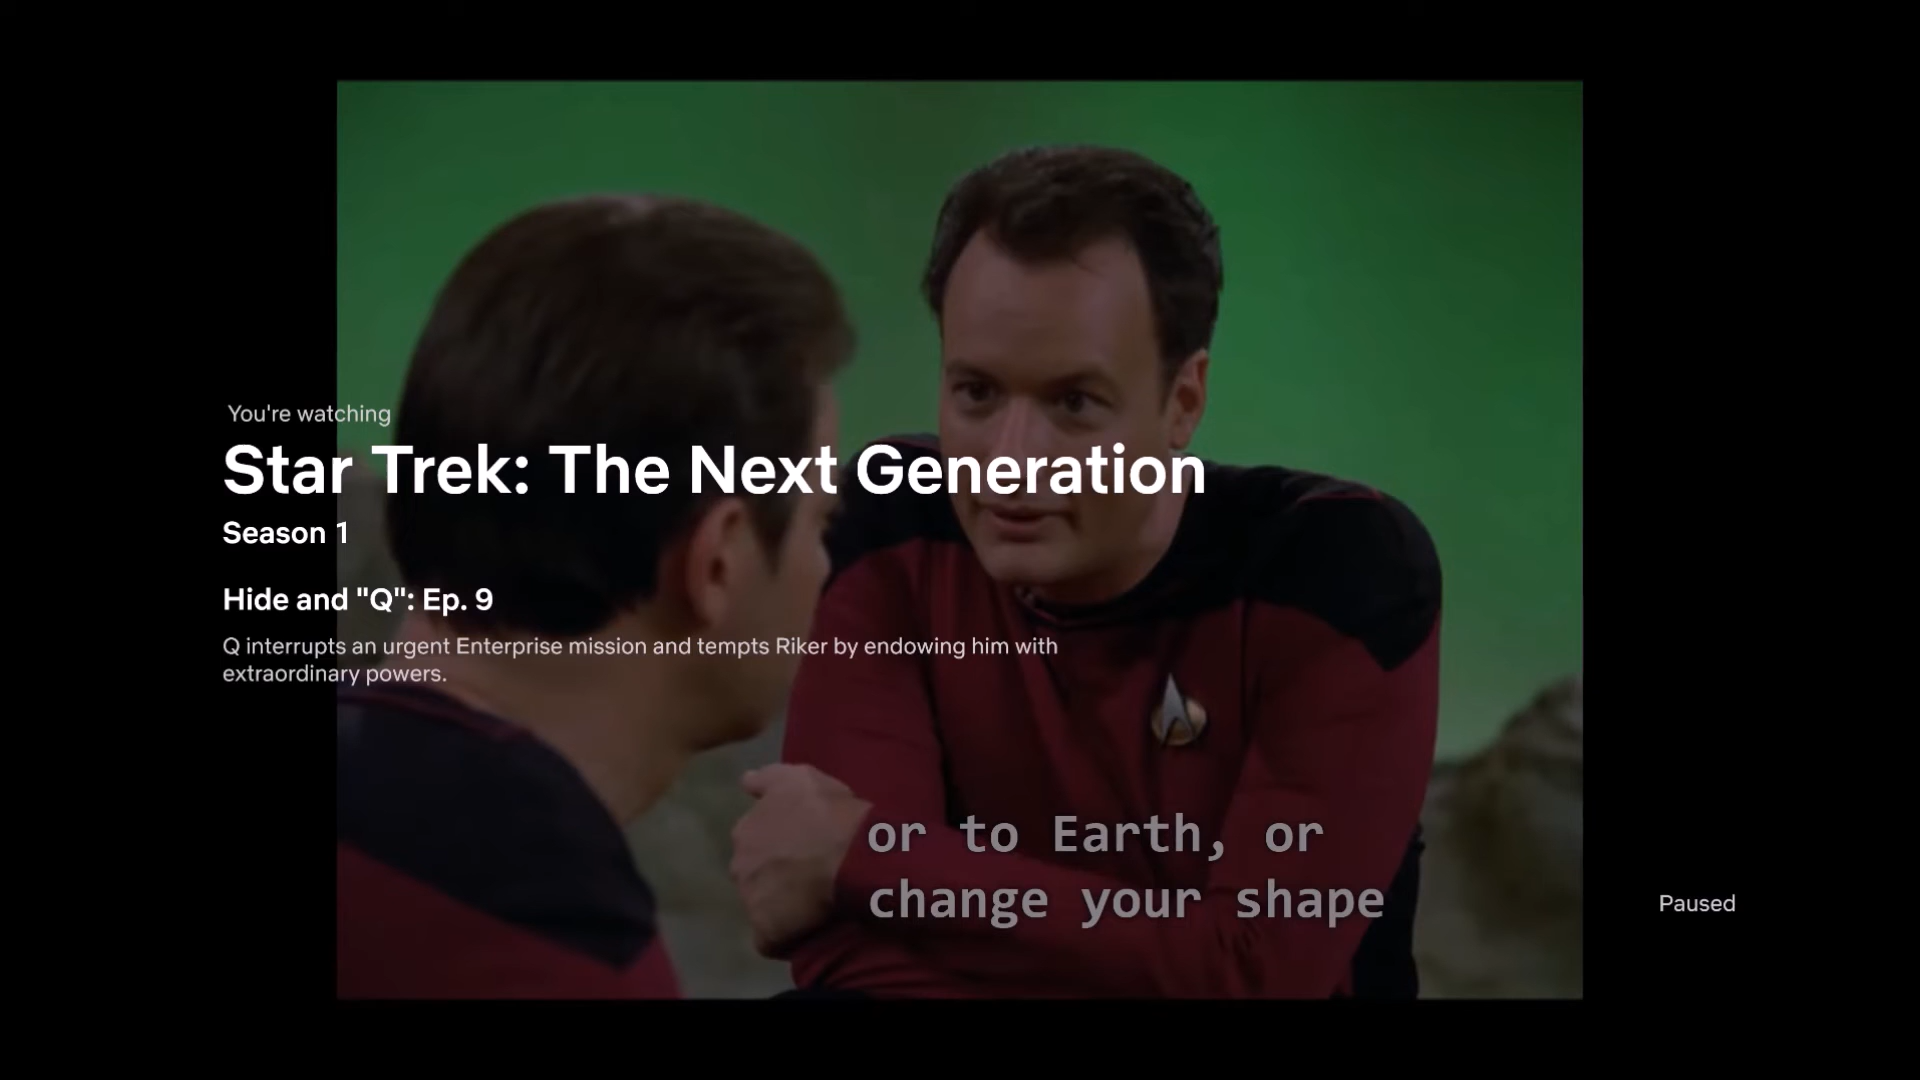 You're watching
Star Trek: The Next Generation
Season 1
Hide and "Q": Ep. 9
Q interrupts an urgent Enterprise mission and tempts Riker by endowing him with
extraordinary powers.
or to Earth, or
change your shape
Paused